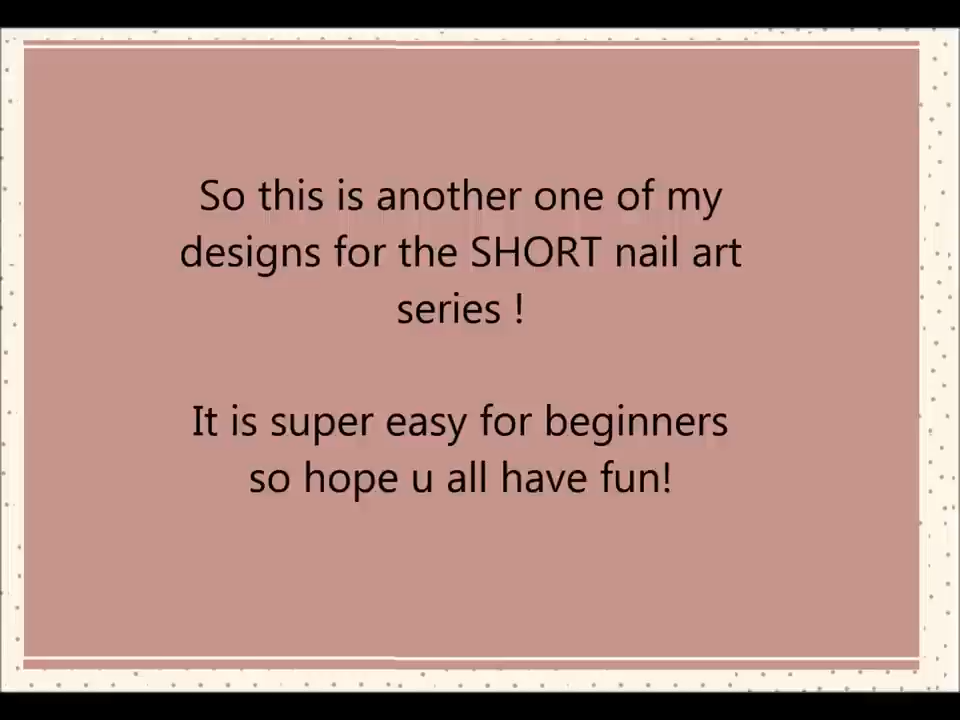 So this is another one of my
designs for the SHORT nail art
series !
It is super easy for beginners
so hope u all have fun!